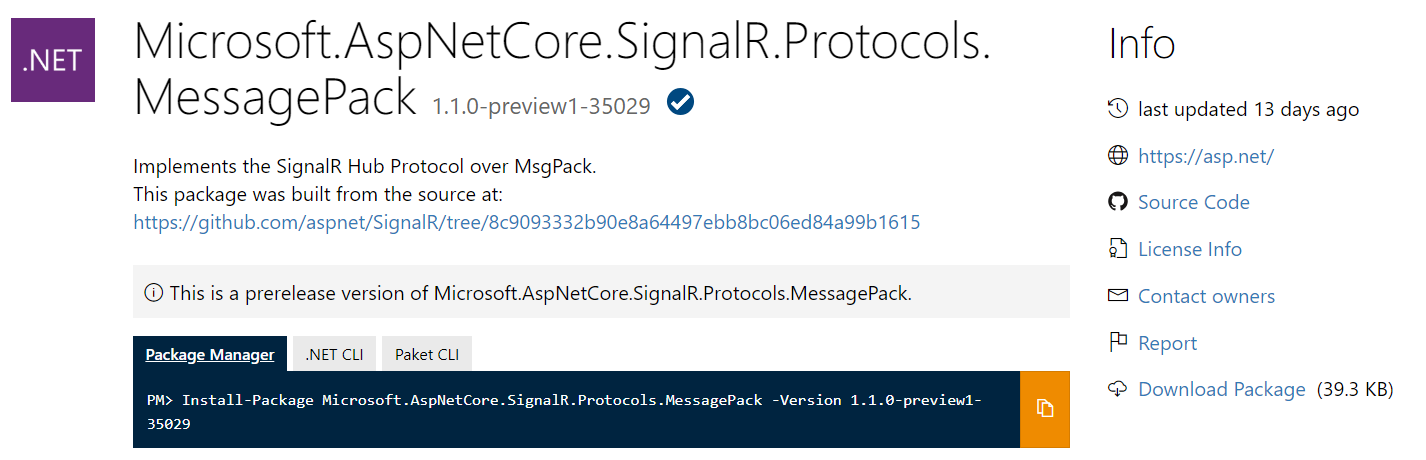 .NET
Microsoft.AspNetCore.SignalR.Protocols.
MessagePack 1.1.0-preview1-35029
Implements the SignalR Hub Protocol over MsgPack.
This package was built from the source at:
https://github.com/aspnet/SignalR/tree/8c9093332b90e8a64497ebb8bc06ed84a99b1615
This is a prerelease version of Microsoft.AspNetCore.SignalR.Protocols.MessagePack.
Package Manager .NET CLI Paket CLI
PM> Install-Package Microsoft.AspNetCore.SignalR.Protocols.MessagePack -Version 1.1.0-preview1-
35029
Info
last updated 13 days ago
https://asp.net/
Source Code
License Info
Contact owners
Report
Download Package (39.3 KB)